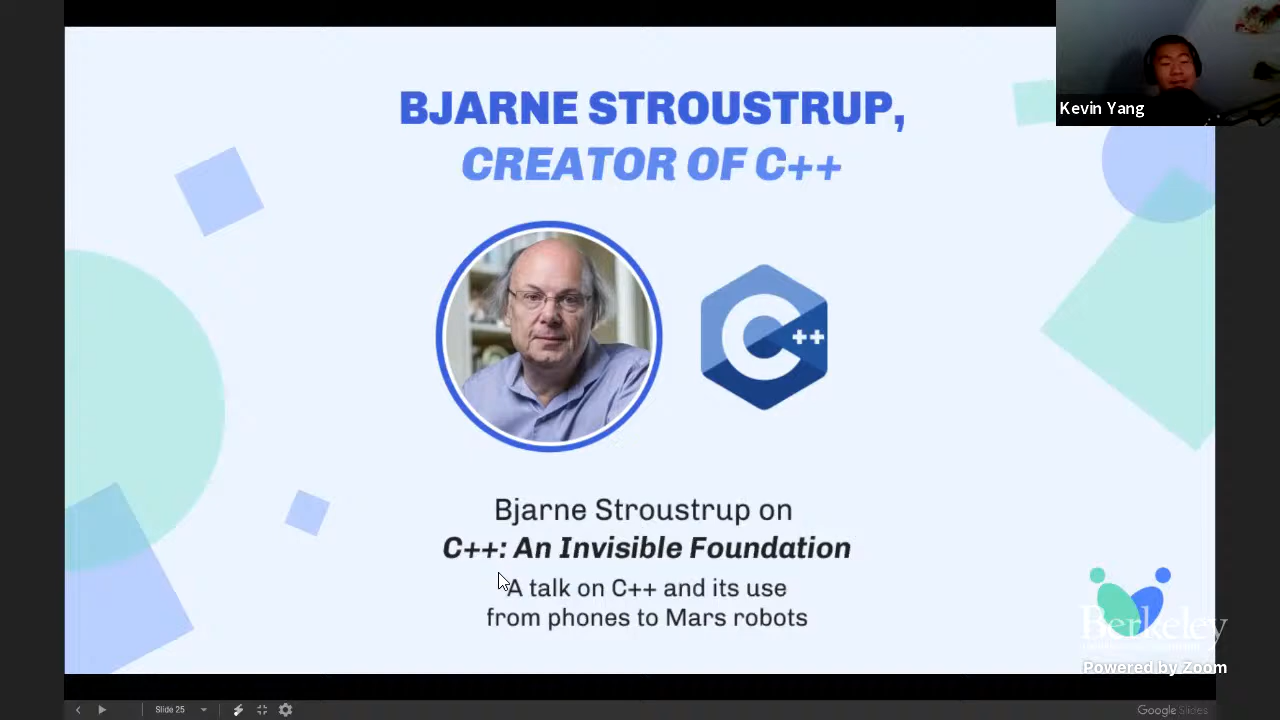 BJARNE STROUSTRUP,
CREATOR OF C++
Kevin Yang
C++
Bjarne Stroustrup on
C++: An Invisible Foundation
A talk on C++ and its use
from phones to Mars robots
Berkeley
Powered by Zoom
Slide 25
Google Slides